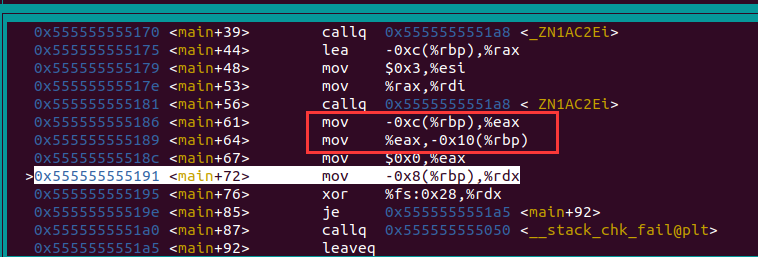 0x555555555170 <main+39> callq 0x5555555551a8 <_ZN1AC2Ei>
0x555555555175 <main+44> lea -0xc(%rbp),%rax
0x555555555179 <main+48> mov $0x3,%esi
0x55555555517e <main+53> mov %rax,%rdi
0x555555555181 <main+56> callq 0x5555555551a8 <_ZN1AC2Ei>
0x555555555186 <main+61> mov -0xc(%rbp),%eax
0x555555555189 <main+64> mov %eax,-0x10(%rbp)
0x55555555518c <main+67> mov $0x0,%eax
>0x555555555191 <main+72> mov -0x8(%rbp),%rdx
0x555555555195 <main+76> xor %fs:0x28,%rdx
0x55555555519e <main+85> je 0x5555555551a5 <main+92>
0x5555555551a0 <main+87> callq 0x555555555050 <__stack_chk_fail@plt>
0x5555555551a5 <main+92> leaveq